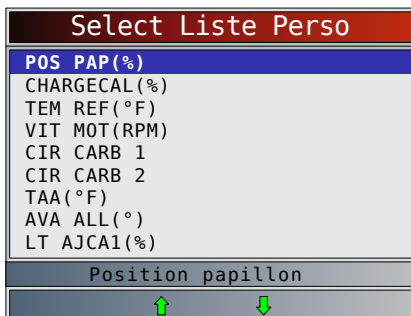 Select Liste Perso
POS PAP(%)
CHARGECAL(%)
TEM REF(°F)
VIT MOT(RPM)
CIR CARB 1
CIR CARB 2
TAA(°F)
AVA ALL(°)
LT AJCA1(%)
Position papillon